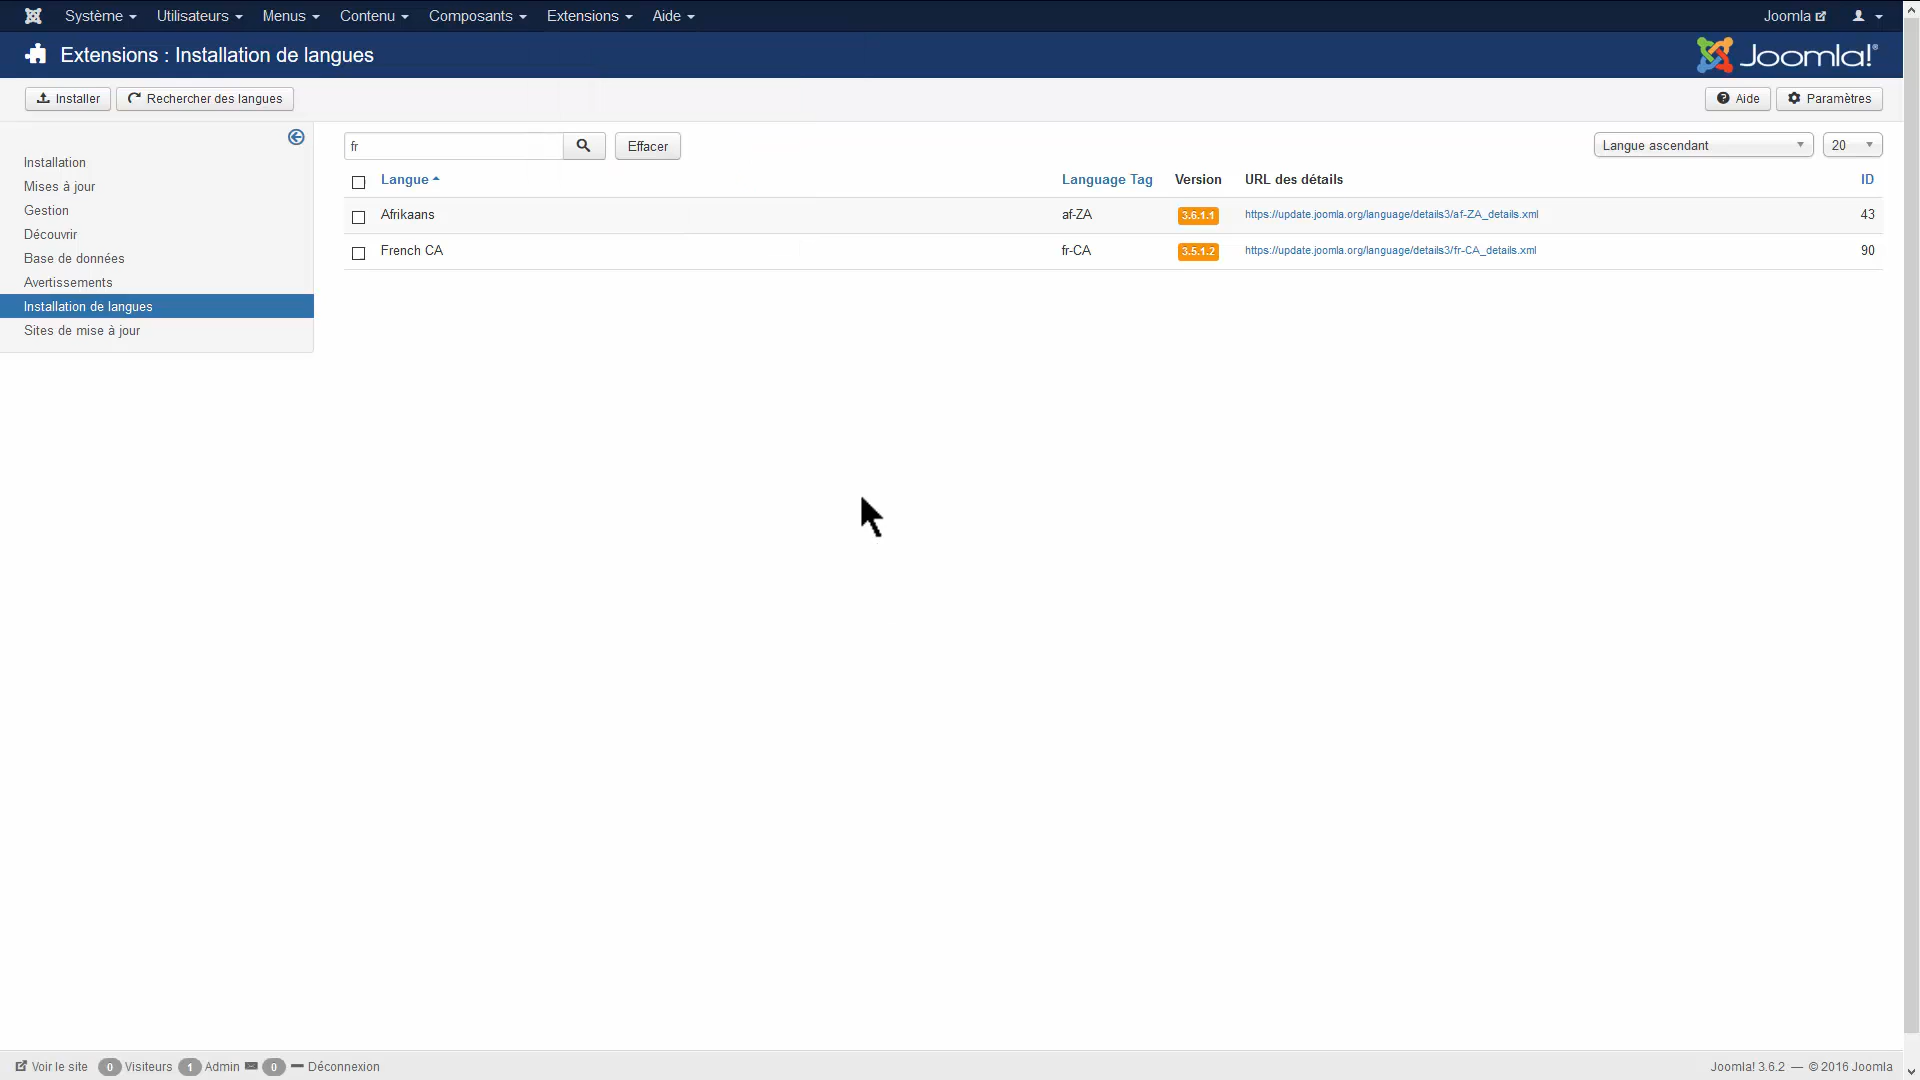 Système Utilisateurs Menus Contenu Composants Extensions Aide Joomla
Extensions : Installation de langues Joomla!®
Installer Rechercher des langues Aide Paramètres
fr Effacer Langue ascendant 20
Installation
Mises à jour
Gestion
Découvrir
Base de données
Avertissements
Installation de langues
Sites de mise à jour
Langue Language Tag Version URL des détails ID
Afrikaans af-ZA 3.6.1.1 https://update.joomla.org/language/details3/af-ZA_details.xml 43
French CA fr-CA 3.5.1.2 https://update.joomla.org/language/details3/fr-CA_details.xml 90
Voir le site 0 Visiteurs 1 Admin 0 Déconnexion Joomla! 3.6.2 — © 2016 Joomla